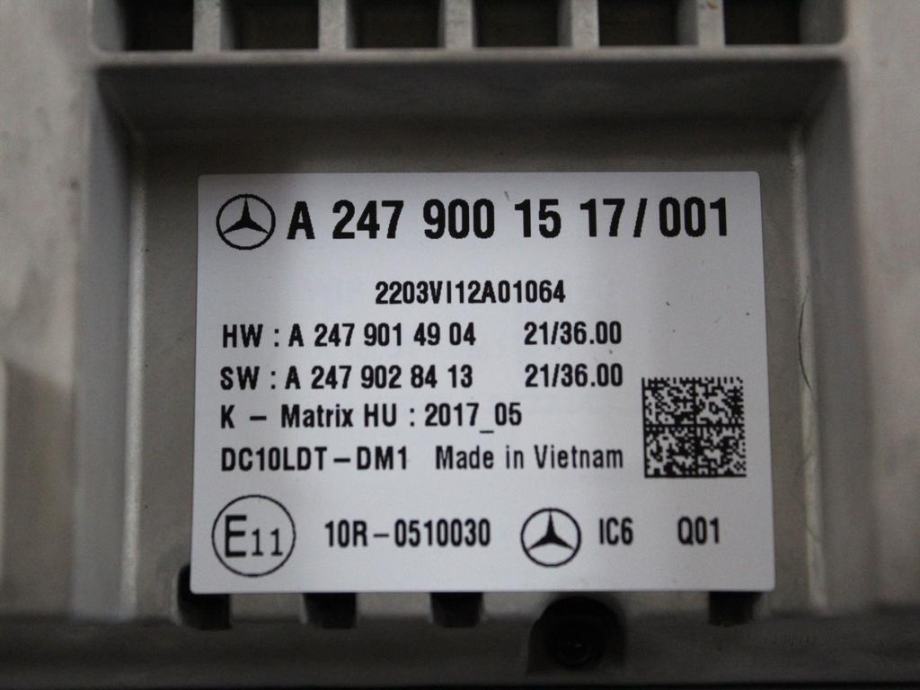 A 247 900 15 17/001
2203VI12A01064
HW : A 247 901 49 04 21/36.00
SW : A 247 902 84 13 21/36.00
K - Matrix HU : 2017_05
DC10LDT-DM1 Made in Vietnam
E11 10R-0510030 IC6 Q01